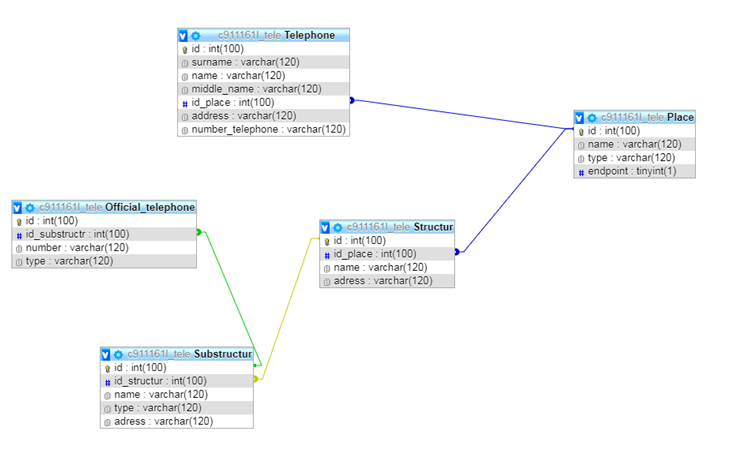 c911161l_tele Telephone
id : int(100)
surname : varchar(120)
name : varchar(120)
middle_name : varchar(120)
id_place : int(100)
address : varchar(120)
number_telephone : varchar(120)
c911161l_tele Place
id : int(100)
name : varchar(120)
type : varchar(120)
endpoint : tinyint(1)
c911161l_tele Official_telephone
id : int(100)
id_substructr : int(100)
number : varchar(120)
type : varchar(120)
c911161l_tele Structur
id : int(100)
id_place : int(100)
name : varchar(120)
adress : varchar(120)
c911161l_tele Substructur
id : int(100)
id_structur : int(100)
name : varchar(120)
type : varchar(120)
adress : varchar(120)